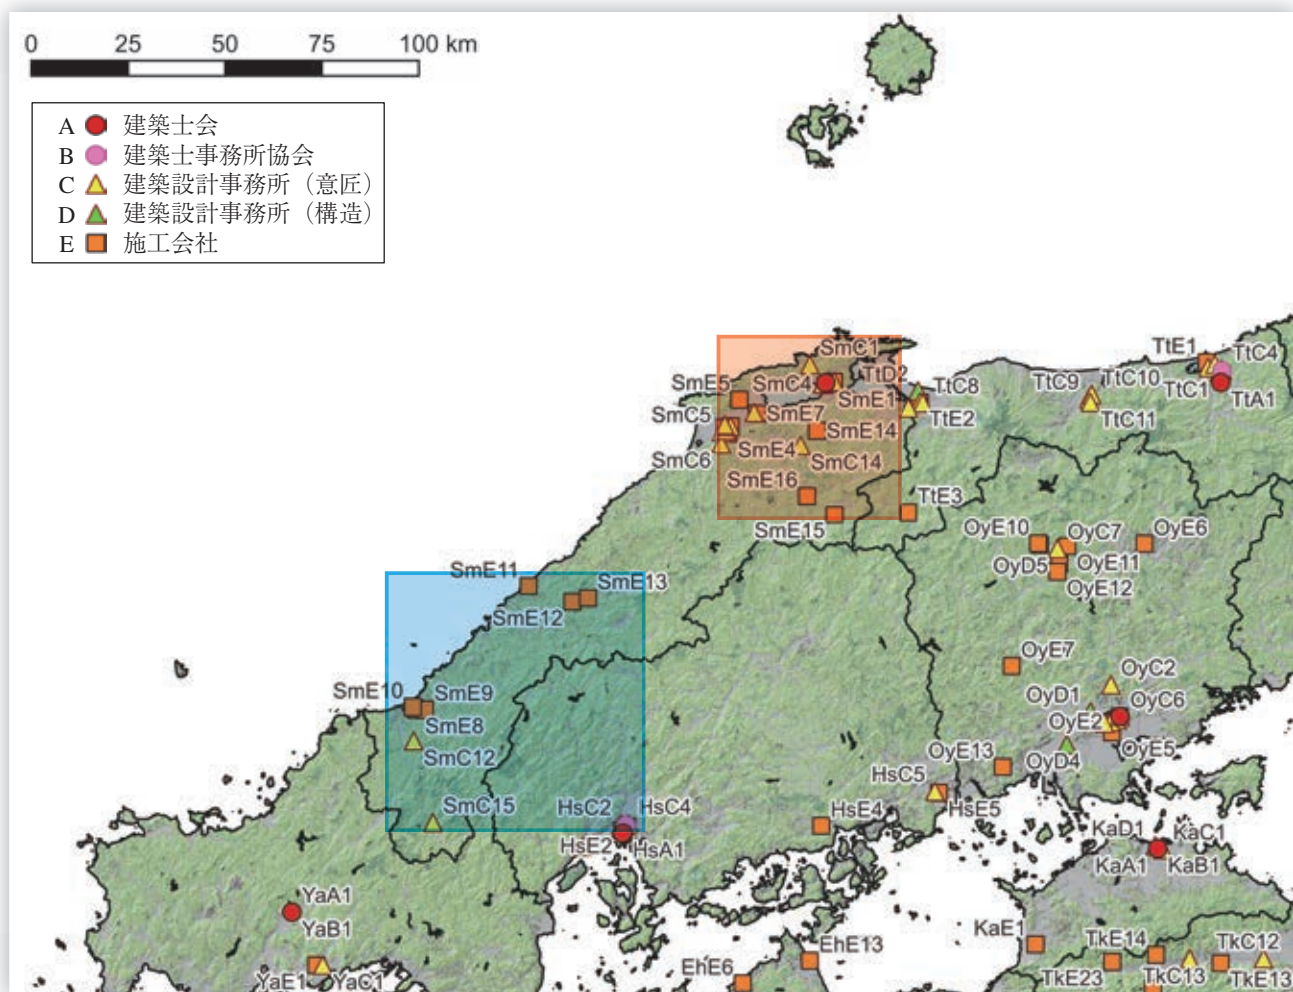 0 25 50 75 100 km
A 建築士会
B 建築士事務所協会
C 建築設計事務所（意匠）
D 建築設計事務所（構造）
E 施工会社
SmC1
TtE1
TtC4
SmE5
SmC4
TtD2
TtC8
TtC9
TtC10
TtC1
SmE1
TtA1
SmC5
SmE7
TtE2
TtC11
SmE14
SmC6
SmE4
SmC14
SmE16
TtE3
SmE15
OyE10
OyC7
OyE6
OyD5
OyE11
OyE12
SmE11
SmE13
SmE12
OyE7
OyC2
SmE10
SmE9
OyD1
OyC6
SmE8
OyE2
SmC12
OyE13
OyD4
OyE5
HsC5
SmC15
HsC2
HsC4
HsE4
HsE5
HsE2
HsA1
KaD1
KaC1
KaA1
KaB1
YaA1
YaB1
KaE1
EhE13
TkE14
TkC12
EhE6
YaE1
YaC1
TkE23
TkC13
TkE13